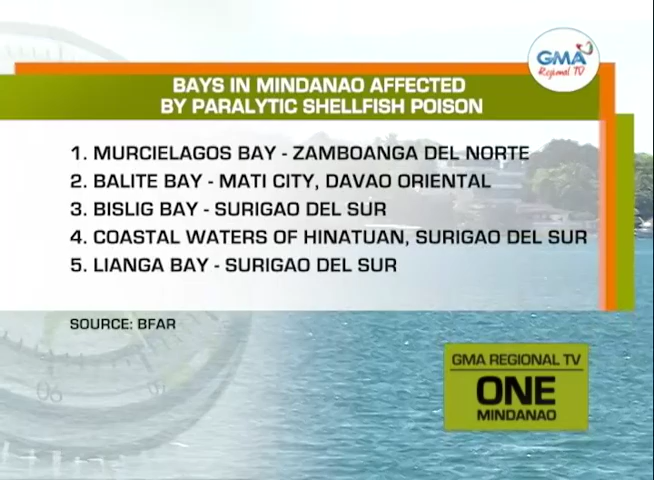 GMA
Regional TV
BAYS IN MINDANAO AFFECTED
BY PARALYTIC SHELLFISH POISON
1. MURCIELAGOS BAY - ZAMBOANGA DEL NORTE
2. BALITE BAY - MATI CITY, DAVAO ORIENTAL
3. BISLIG BAY - SURIGAO DEL SUR
4. COASTAL WATERS OF HINATUAN, SURIGAO DEL SUR
5. LIANGA BAY - SURIGAO DEL SUR
SOURCE: BFAR
GMA REGIONAL TV
ONE
MINDANAO